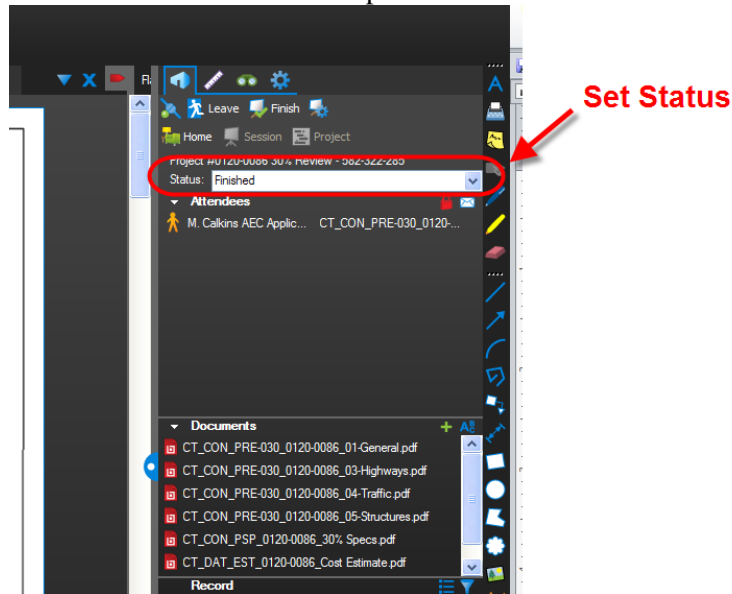 Fl
Leave Finish
Set Status
Home Session Project
Project #0120-0086 30% Review - 582-322-285
Status: Finished
Attendees
M. Calkins AEC Applic... CT_CON_PRE-030_0120-...
Documents
CT_CON_PRE-030_0120-0086_01-General.pdf
CT_CON_PRE-030_0120-0086_03-Highways.pdf
CT_CON_PRE-030_0120-0086_04-Traffic.pdf
CT_CON_PRE-030_0120-0086_05-Structures.pdf
CT_CON_PSP_0120-0086_30% Specs.pdf
CT_DAT_EST_0120-0086_Cost Estimate.pdf
Record